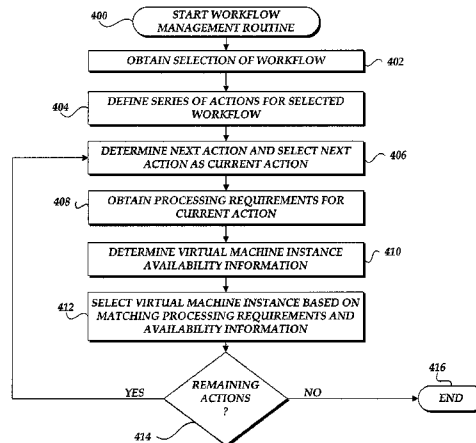 400
START WORKFLOW
MANAGEMENT ROUTINE
OBTAIN SELECTION OF WORKFLOW
402
404
DEFINE SERIES OF ACTIONS FOR SELECTED
WORKFLOW
DETERMINE NEXT ACTION AND SELECT NEXT
ACTION AS CURRENT ACTION
406
408
OBTAIN PROCESSING REQUIREMENTS FOR
CURRENT ACTION
DETERMINE VIRTUAL MACHINE INSTANCE
AVAILABILITY INFORMATION
410
412
SELECT VIRTUAL MACHINE INSTANCE BASED ON
MATCHING PROCESSING REQUIREMENTS AND
AVAILABILITY INFORMATION
YES
REMAINING
ACTIONS
?
NO
414
416
END